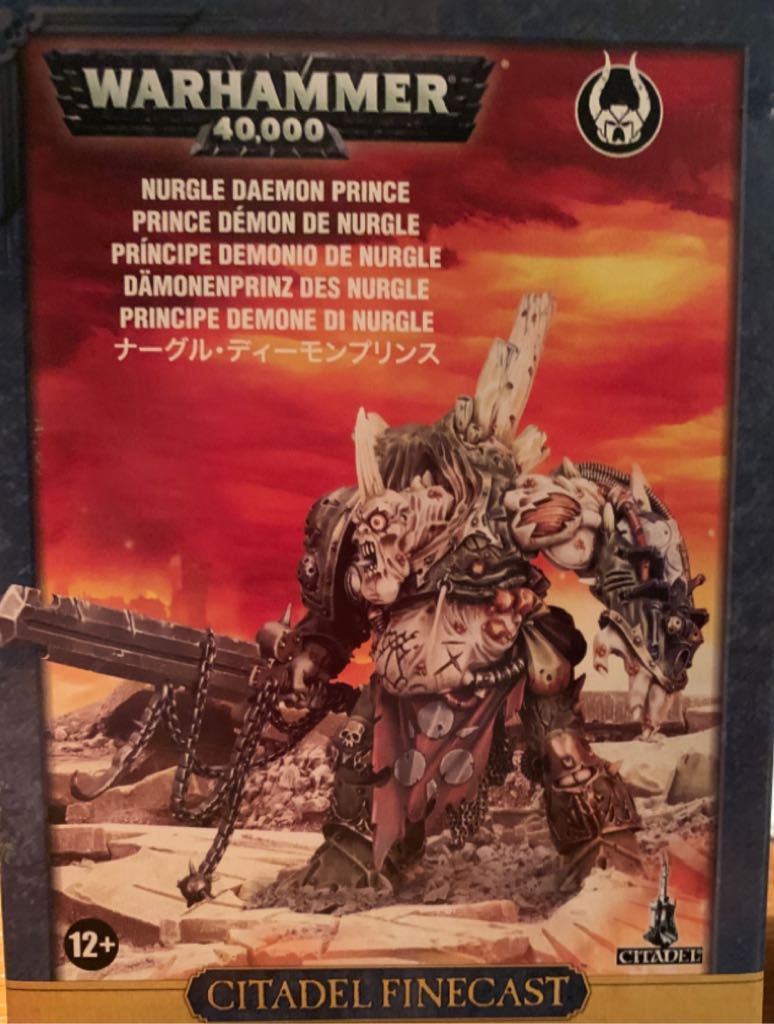 WARHAMMER
40,000
NURGLE DAEMON PRINCE
PRINCE DÉMON DE NURGLE
PRÍNCIPE DEMONIO DE NURGLE
DÄMONENPRINZ DES NURGLE
PRINCIPE DEMONE DI NURGLE
ナーグル・ディーモンプリンス
12+
CITADEL
CITADEL FINECAST